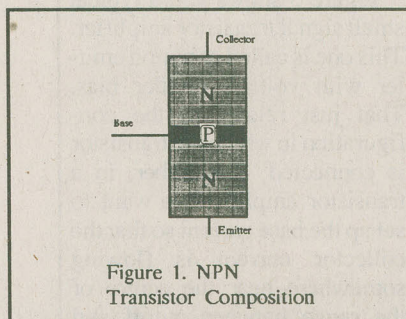 Collector
N
Base
P
N
Emitter
Figure 1. NPN
Transistor Composition